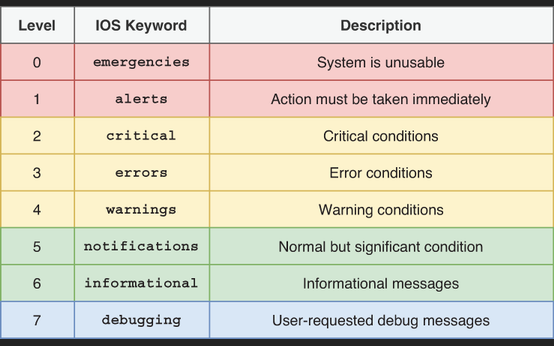 Level IOS Keyword Description
0 emergencies System is unusable
1 alerts Action must be taken immediately
2 critical Critical conditions
3 errors Error conditions
4 warnings Warning conditions
5 notifications Normal but significant condition
6 informational Informational messages
7 debugging User-requested debug messages